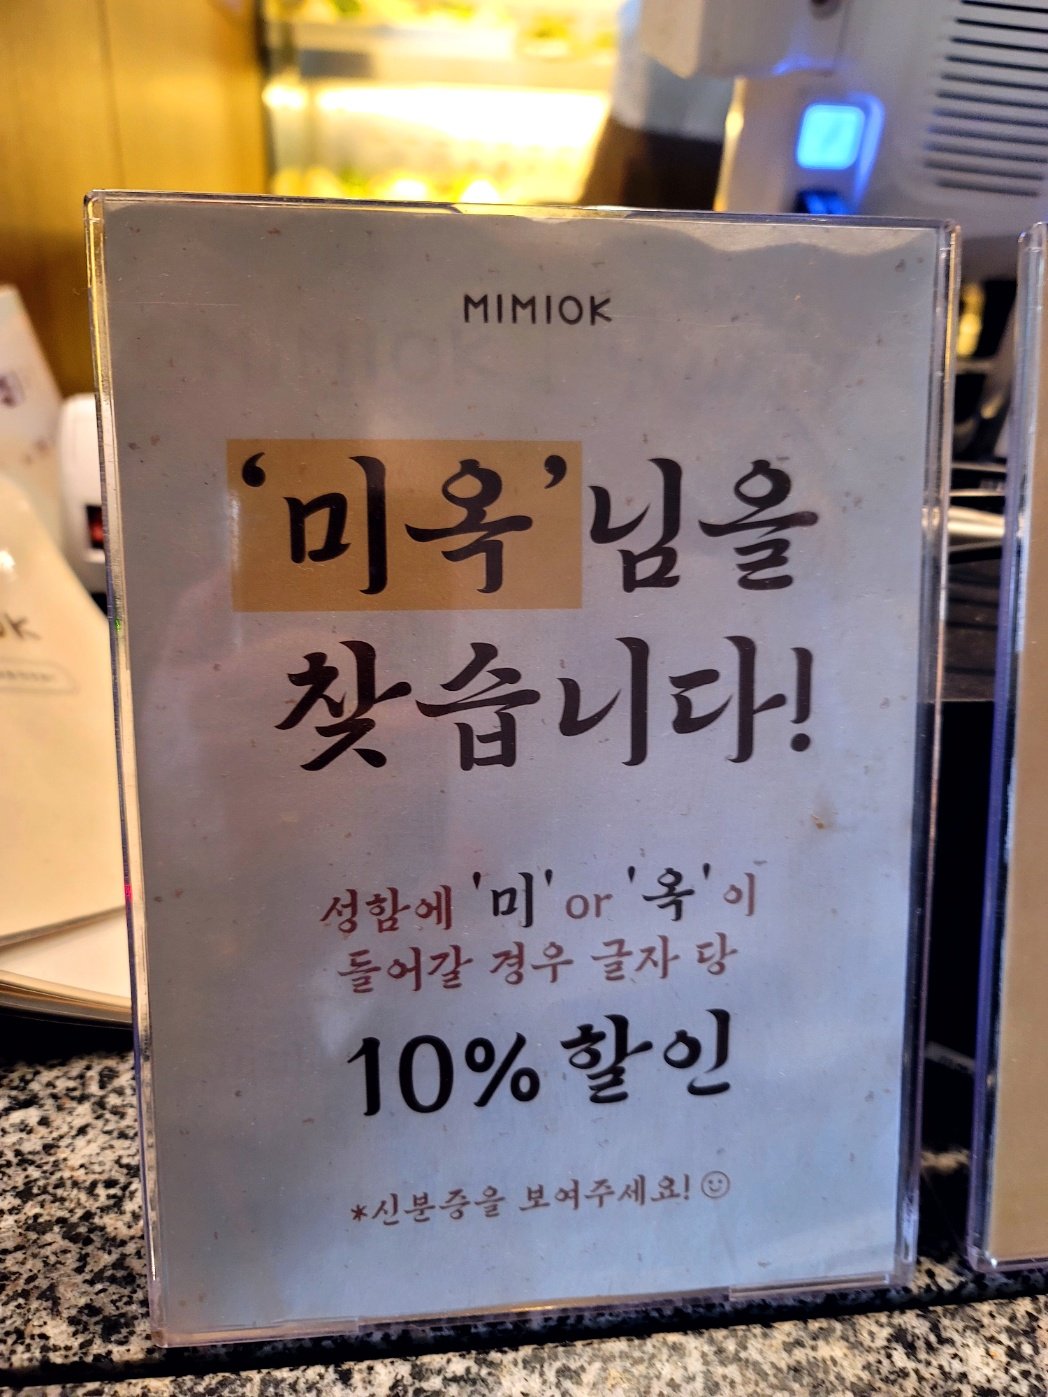 MIMIOK
'미옥'님을
찾습니다!
성함에 '미' or '옥'이
들어갈 경우 글자 당
10% 할인
*신분증을 보여주세요!☺
OK